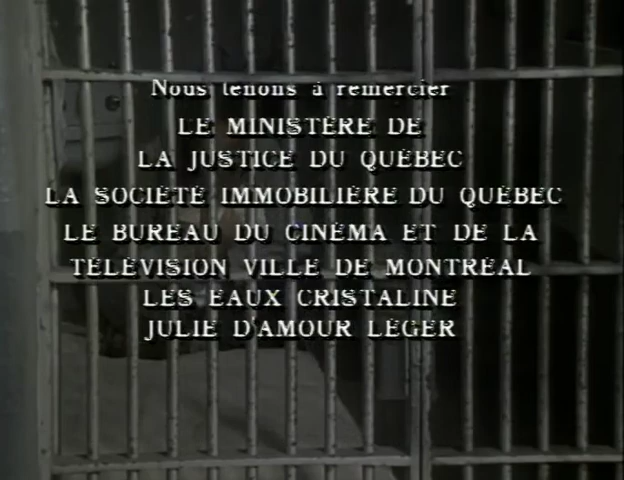 Nous tenons à remercier
LE MINISTÈRE DE
LA JUSTICE DU QUÉBEC
LA SOCIÉTÉ IMMOBILIÈRE DU QUÉBEC
LE BUREAU DU CINÉMA ET DE LA
TÉLÉVISION VILLE DE MONTRÉAL
LES EAUX CRISTALINE
JULIE D'AMOUR LÉGER